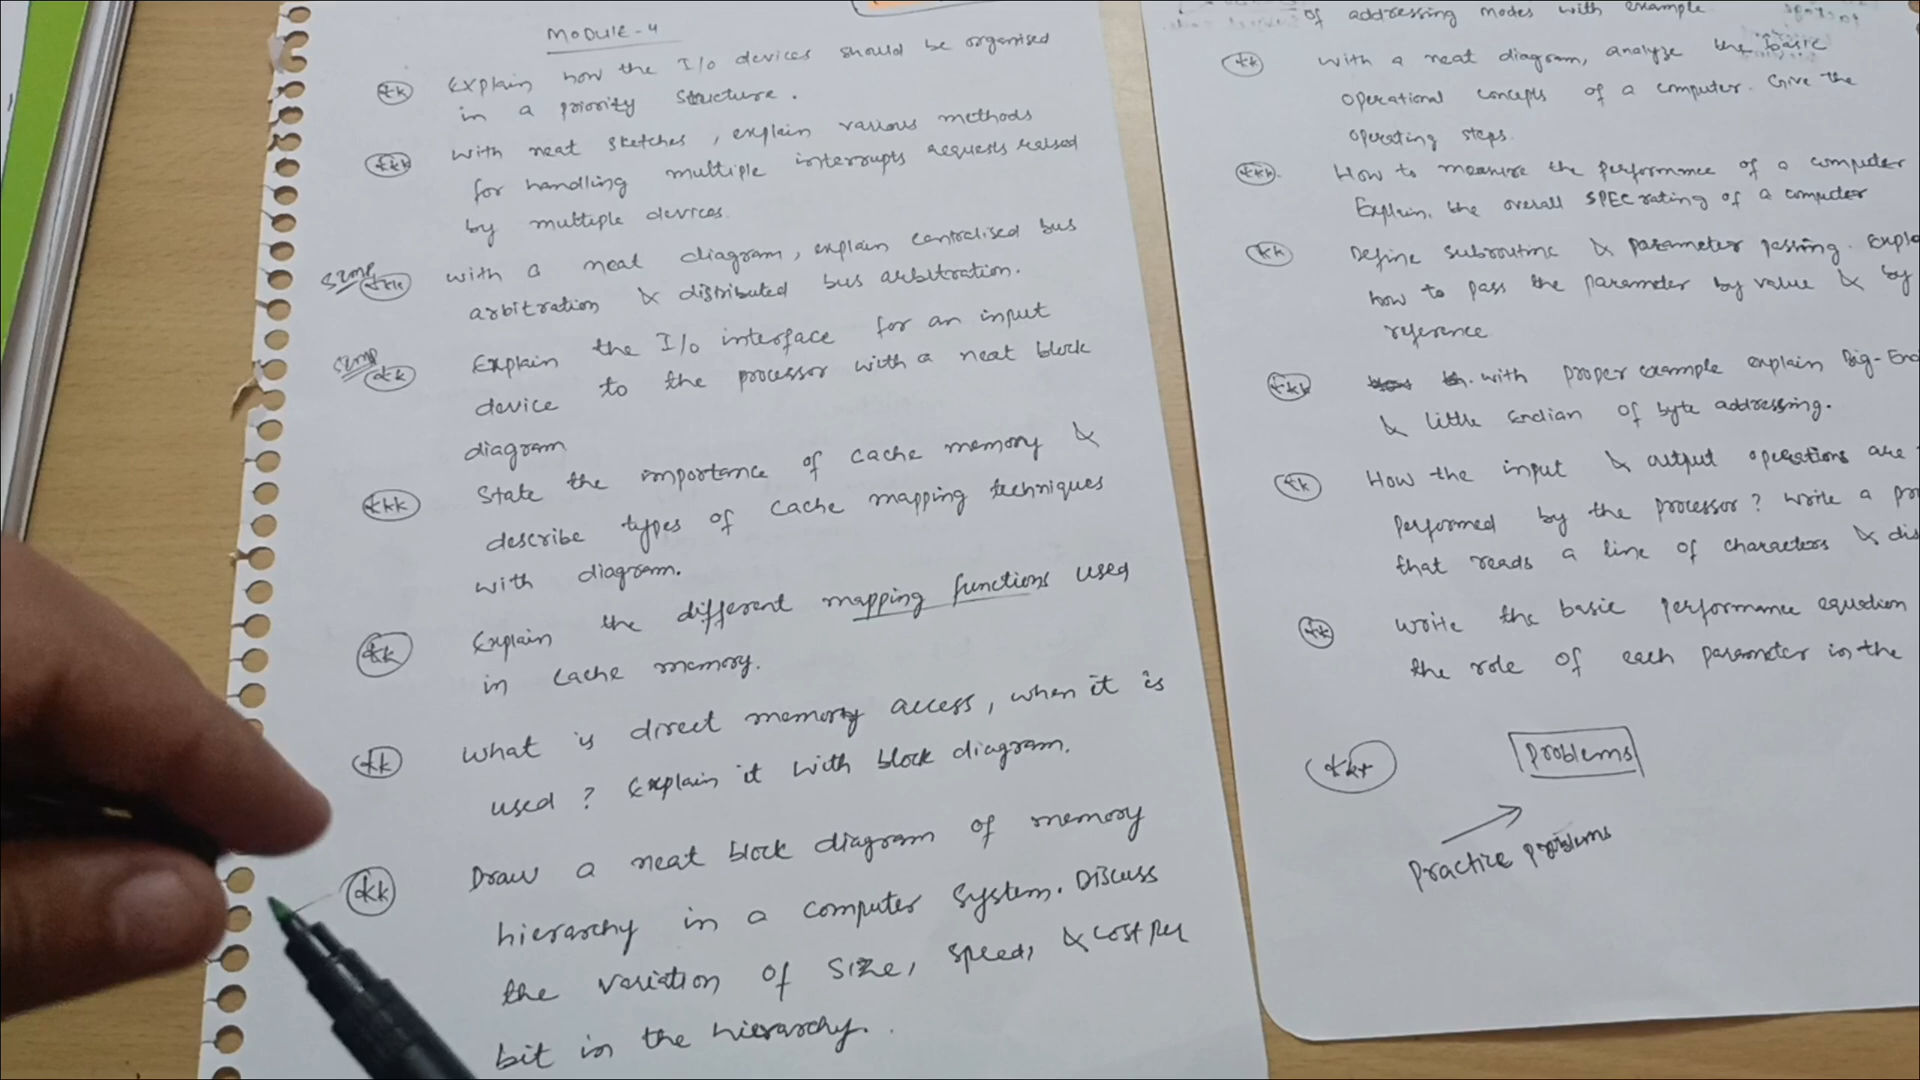 MODULE-4
Explain how the I/o devices should be organised
in a priority structure.
with neat sketches, explain various methods
for handling multiple interrupts requests raised
by multiple devices.
with a neat diagram, explain centralised bus
arbitration & distributed bus arbitration.
Explain the I/o interface for an input
device to the processor with a neat block
diagram
State the importance of cache memory &
describe types of cache mapping techniques
with diagram.
Explain the different mapping functions used
in cache memory.
what is direct memory access, when it is
used? Explain it with block diagram.
Draw a neat block diagram of memory
hierarchy in a computer system. Discuss
the variation of size, speed, & cost per
bit in the hierarchy.
of addressing modes with example
with a neat diagram, analyze the basic
operational concepts of a computer. Give the
operating steps.
How to measure the performance of a computer
Explain. the overall SPEC rating of a computer
Define subroutine & parameter passing. Expla
how to pass the parameter by value & by
reference
with proper example explain Big-End
& little Endian of byte addressing.
How the input & output operations are
performed by the processor? write a pro
that reads a line of characters & dis
write the basic performance equation
the role of each parameter in the
problems
practice problems